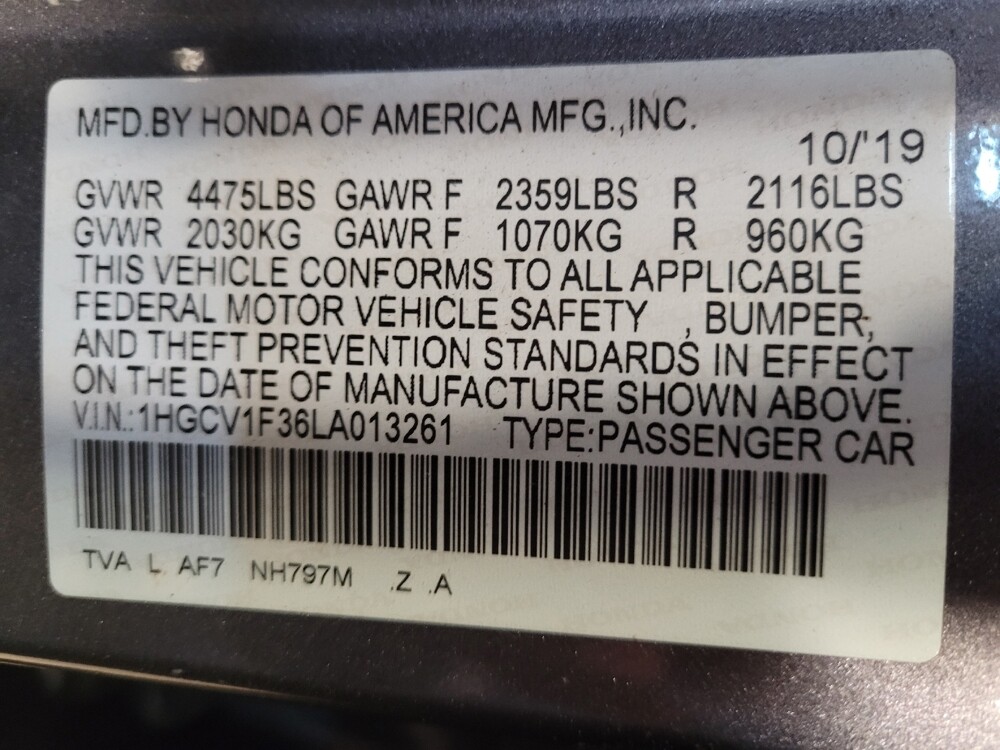 MFD.BY HONDA OF AMERICA MFG.,INC.
10/'19
GVWR 4475LBS GAWR F 2359LBS R 2116LBS
GVWR 2030KG GAWR F 1070KG R 960KG
THIS VEHICLE CONFORMS TO ALL APPLICABLE
FEDERAL MOTOR VEHICLE SAFETY , BUMPER,
AND THEFT PREVENTION STANDARDS IN EFFECT
ON THE DATE OF MANUFACTURE SHOWN ABOVE.
V.I.N.:1HGCV1F36LA013261 TYPE:PASSENGER CAR
TVA L AF7 NH797M .Z .A